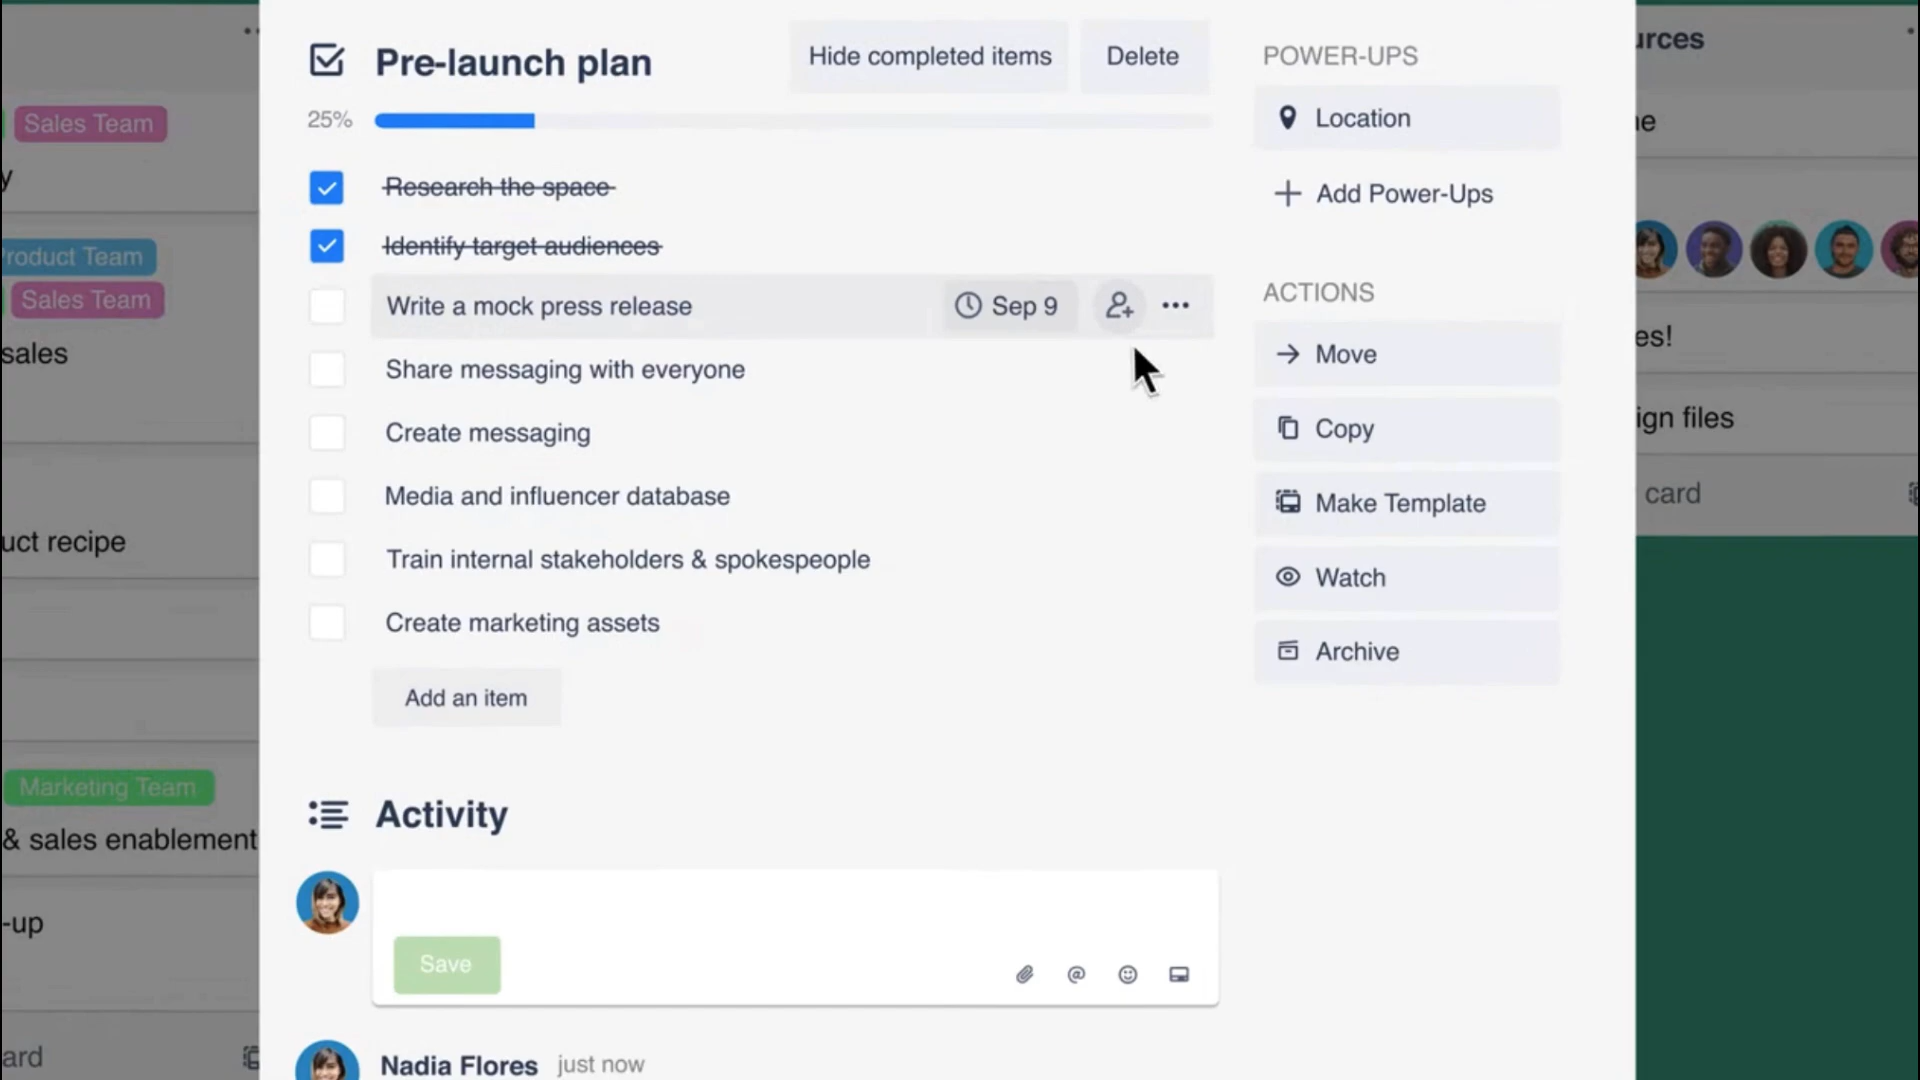 Pre-launch plan
Hide completed items
Delete
25%
Research the space
Identify target audiences
Write a mock press release
Sep 9
Share messaging with everyone
Create messaging
Media and influencer database
Train internal stakeholders & spokespeople
Create marketing assets
Add an item
Activity
Save
@
Nadia Flores just now
POWER-UPS
Location
Add Power-Ups
ACTIONS
Move
Copy
Make Template
Watch
Archive
Sales Team
y
Product Team
Sales Team
sales
uct recipe
Marketing Team
& sales enablement
-up
ard
urces
ne
es!
ign files
card